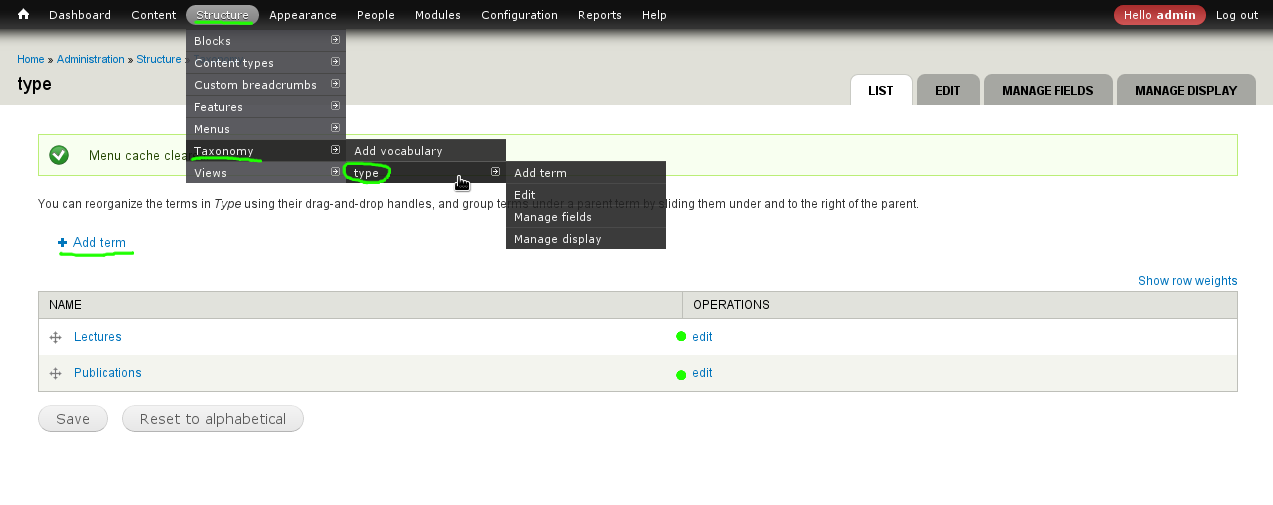 Dashboard Content Structure Appearance People Modules Configuration Reports Help Hello admin Log out
Blocks
Home » Administration » Structure »
Content types
type
Custom breadcrumbs
LIST EDIT MANAGE FIELDS MANAGE DISPLAY
Features
Menus
Menu cache clea
Taxonomy Add vocabulary
Views type Add term
Edit
You can reorganize the terms in Type using their drag-and-drop handles, and group terms under a parent term by sliding them under and to the right of the parent.
Manage fields
Manage display
Add term
Show row weights
NAME OPERATIONS
Lectures edit
Publications edit
Save Reset to alphabetical